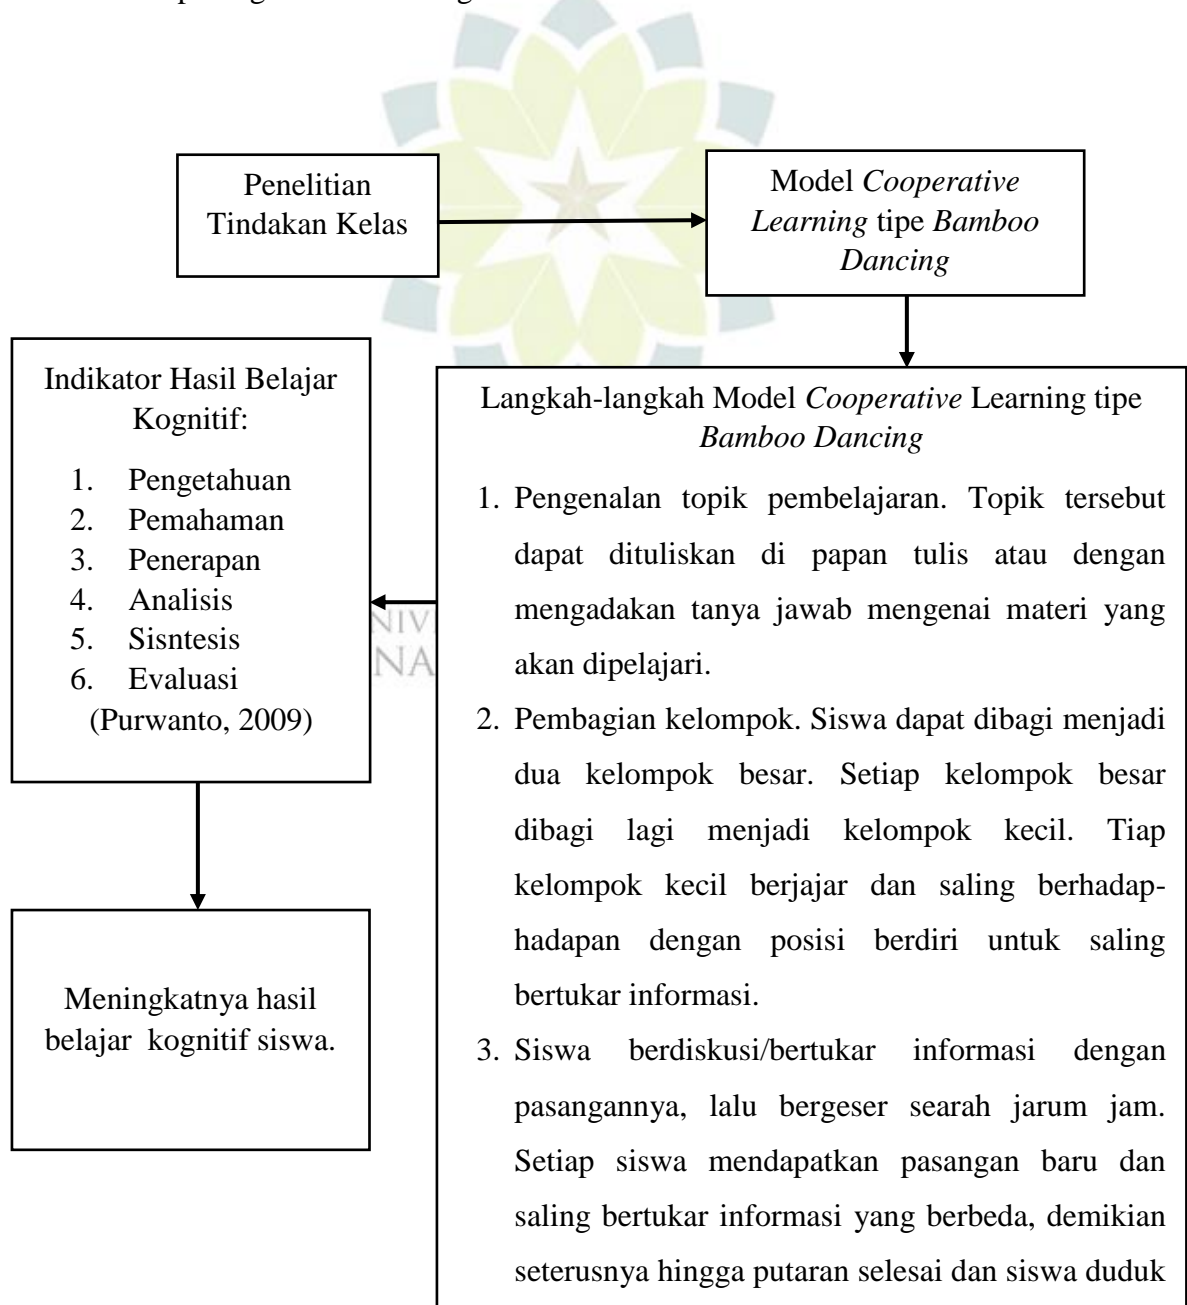 Penelitian
Tindakan Kelas
Model Cooperative
Learning tipe Bamboo
Dancing
Indikator Hasil Belajar
Kognitif:
1. Pengetahuan
2. Pemahaman
3. Penerapan
4. Analisis
5. Sisntesis
6. Evaluasi
(Purwanto, 2009)
Meningkatnya hasil
belajar kognitif siswa.
Langkah-langkah Model Cooperative Learning tipe
Bamboo Dancing
1. Pengenalan topik pembelajaran. Topik tersebut
dapat dituliskan di papan tulis atau dengan
mengadakan tanya jawab mengenai materi yang
akan dipelajari.
2. Pembagian kelompok. Siswa dapat dibagi menjadi
dua kelompok besar. Setiap kelompok besar
dibagi lagi menjadi kelompok kecil. Tiap
kelompok kecil berjajar dan saling berhadap-
hadapan dengan posisi berdiri untuk saling
bertukar informasi.
3. Siswa berdiskusi/bertukar informasi dengan
pasangannya, lalu bergeser searah jarum jam.
Setiap siswa mendapatkan pasangan baru dan
saling bertukar informasi yang berbeda, demikian
seterusnya hingga putaran selesai dan siswa duduk